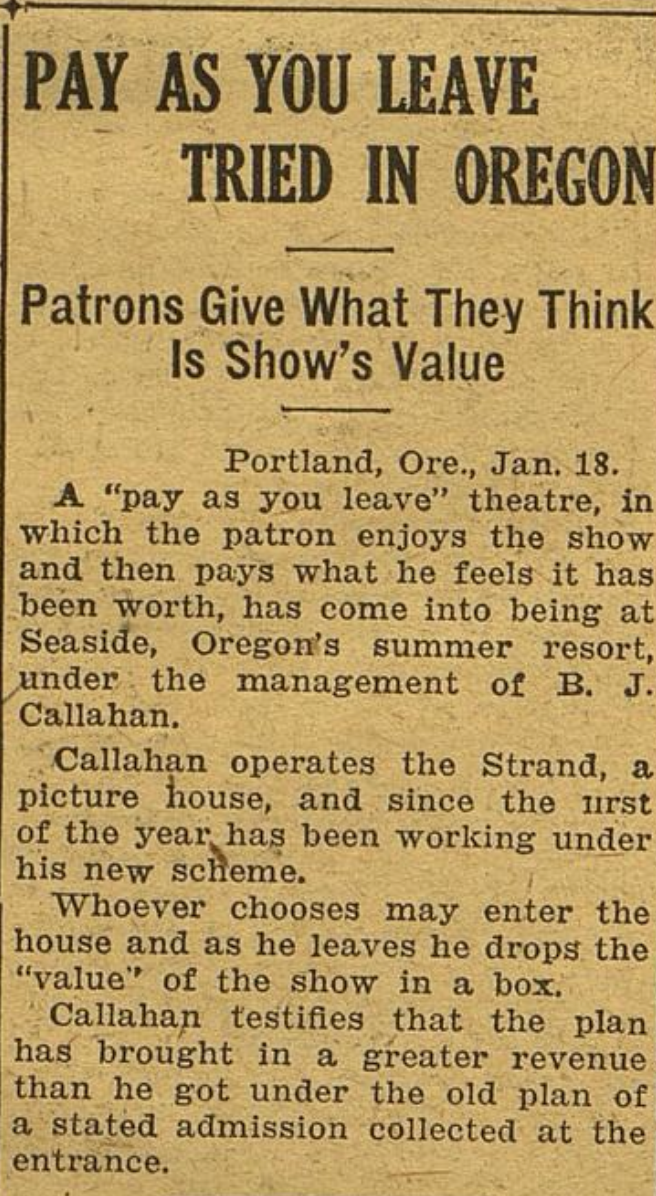 PAY AS YOU LEAVE
TRIED IN OREGON
Patrons Give What They Think
Is Show's Value
Portland, Ore., Jan. 18.
A "pay as you leave" theatre, in
which the patron enjoys the show
and then pays what he feels it has
been worth, has come into being at
Seaside, Oregon's summer resort,
under the management of B. J.
Callahan.
Callahan operates the Strand, a
picture house, and since the first
of the year has been working under
his new scheme.
Whoever chooses may enter the
house and as he leaves he drops the
"value" of the show in a box.
Callahan testifies that the plan
has brought in a greater revenue
than he got under the old plan of
a stated admission collected at the
entrance.